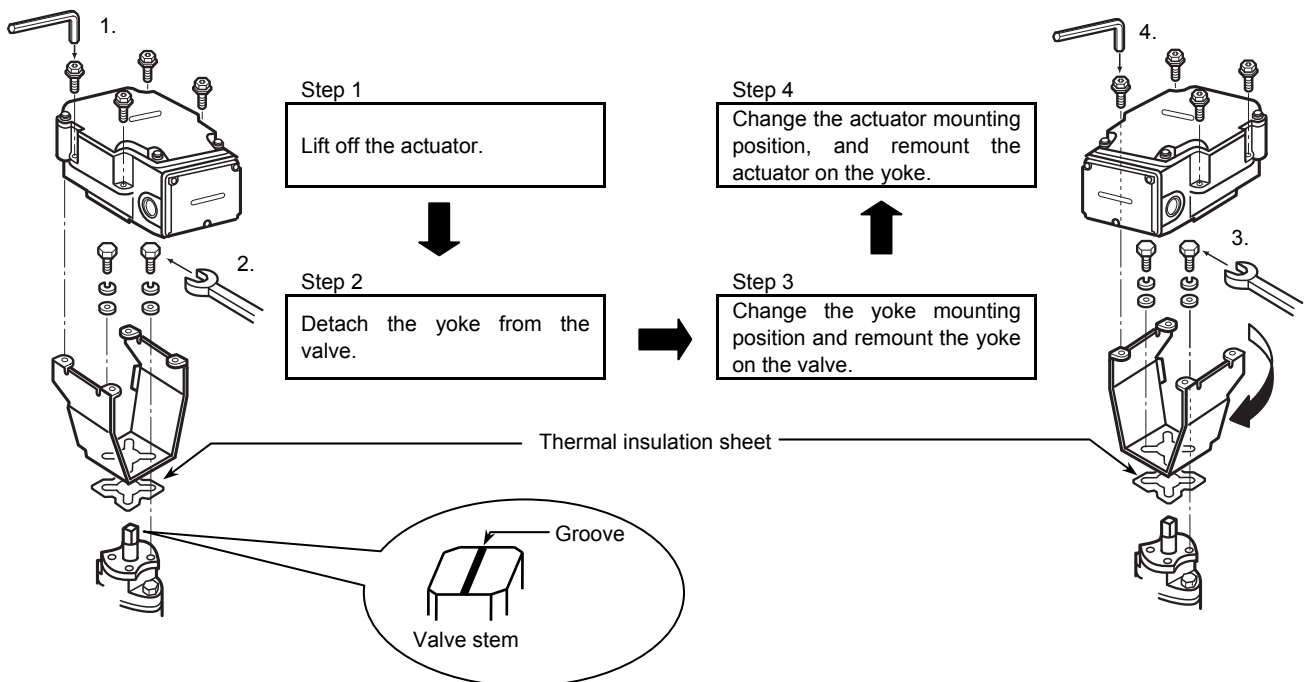 1.
Step 1
Lift off the actuator.
2.
Step 2
Detach the yoke from the
valve.
Step 3
Change the yoke mounting
position and remount the yoke
on the valve.
3.
Step 4
Change the actuator mounting
position, and remount the
actuator on the yoke.
4.
Thermal insulation sheet
Groove
Valve stem